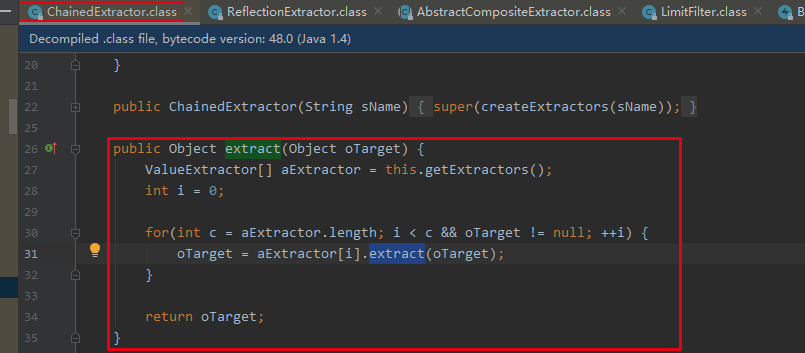 ChainedExtractor.class ReflectionExtractor.class AbstractCompositeExtractor.class LimitFilter.class B
Decompiled .class file, bytecode version: 48.0 (Java 1.4)
20 }
21
22 public ChainedExtractor(String sName) { super(createExtractors(sName)); }
25
26 public Object extract(Object oTarget) {
27 ValueExtractor[] aExtractor = this.getExtractors();
28 int i = 0;
29
30 for(int c = aExtractor.length; i < c && oTarget != null; ++i) {
31 oTarget = aExtractor[i].extract(oTarget);
32 }
33
34 return oTarget;
35 }